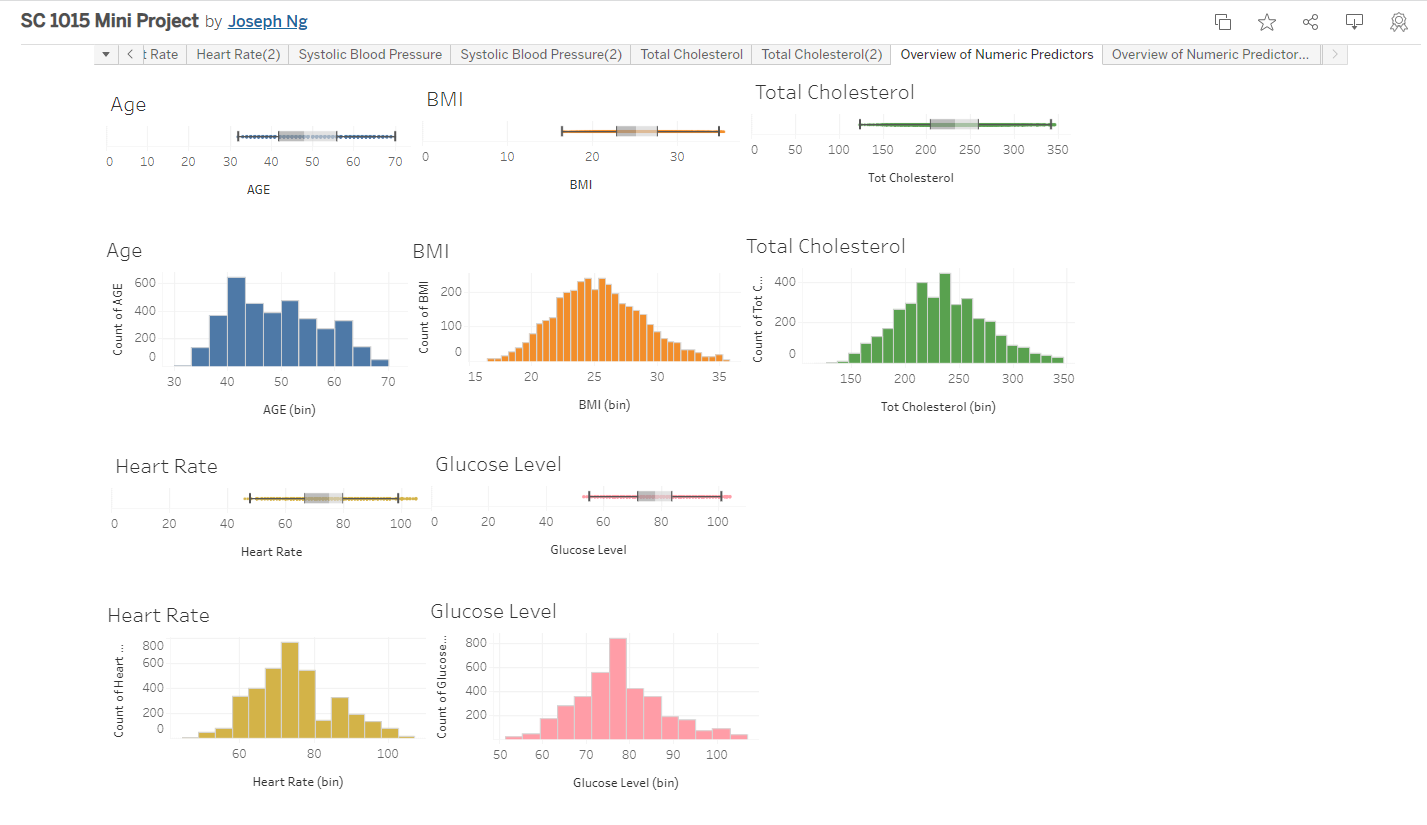 SC 1015 Mini Project by Joseph Ng
t Rate Heart Rate(2) Systolic Blood Pressure Systolic Blood Pressure(2) Total Cholesterol Total Cholesterol(2) Overview of Numeric Predictors Overview of Numeric Predictor...
Age
0 10 20 30 40 50 60 70
AGE
BMI
0 10 20 30
BMI
Total Cholesterol
0 50 100 150 200 250 300 350
Tot Cholesterol
Age
Count of AGE
600
400
200
0
30 40 50 60 70
AGE (bin)
BMI
Count of BMI
200
100
0
15 20 25 30 35
BMI (bin)
Total Cholesterol
Count of Tot C...
400
200
0
150 200 250 300 350
Tot Cholesterol (bin)
Heart Rate
0 20 40 60 80 100
Heart Rate
Glucose Level
0 20 40 60 80 100
Glucose Level
Heart Rate
Count of Heart ...
800
600
400
200
0
60 80 100
Heart Rate (bin)
Glucose Level
Count of Glucose...
800
600
400
200
50 60 70 80 90 100
Glucose Level (bin)